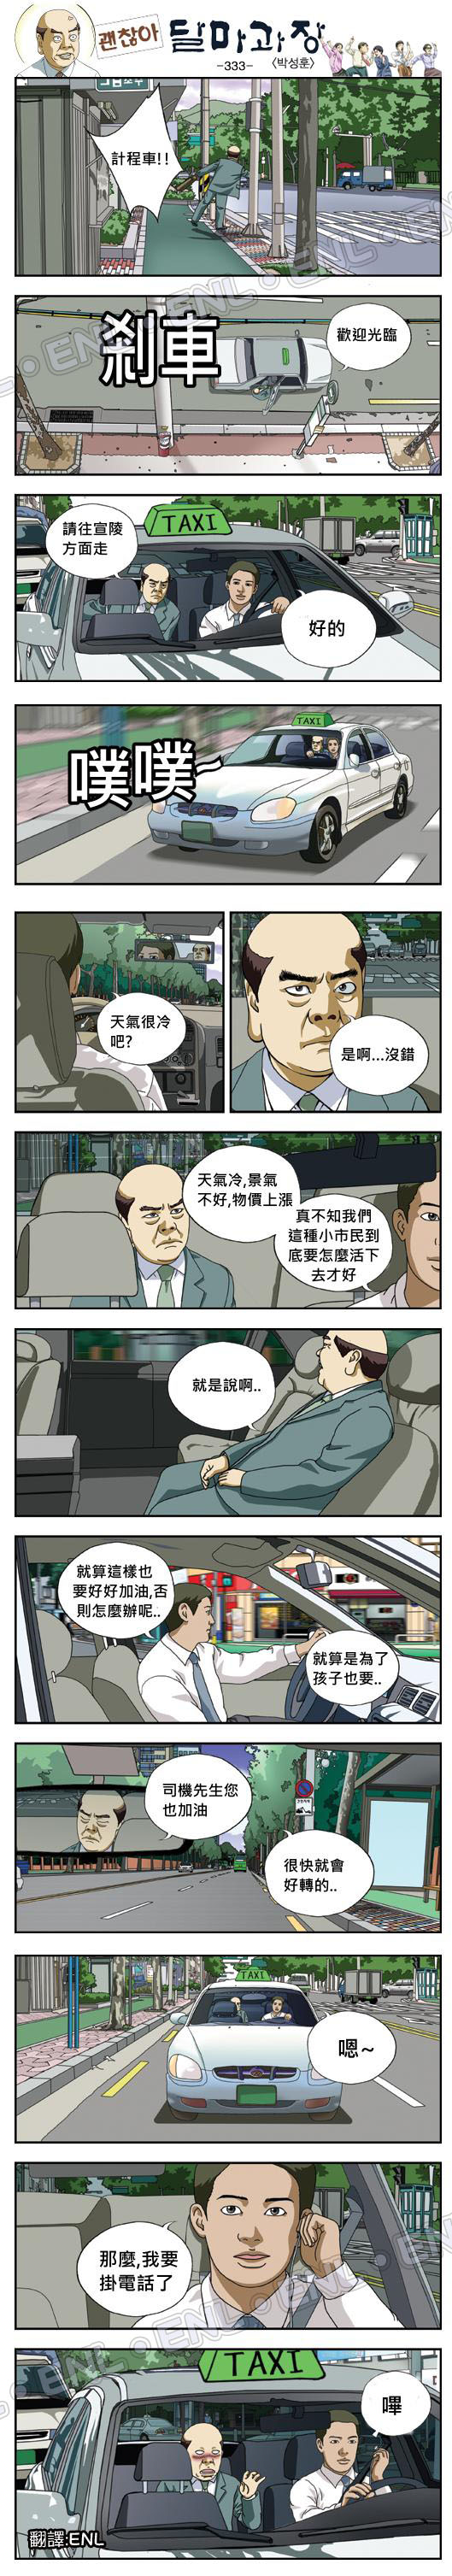 괜찮아 달마과장
-333- 〈박성훈〉
計程車!!
剎車
歡迎光臨
請往宣陵
方面走
TAXI
好的
TAXI
噗噗~
天氣很冷
吧?
是啊...沒錯
天氣冷,景氣
不好,物價上漲
真不知我們
這種小市民到
底要怎麼活下
去才好
就是說啊..
就算這樣也
要好好加油,否
則怎麼辦呢..
就算是為了
孩子也要..
司機先生您
也加油
很快就會
好轉的..
TAXI
嗯~
那麼,我要
掛電話了
TAXI
嗶
翻譯:ENL
ENL